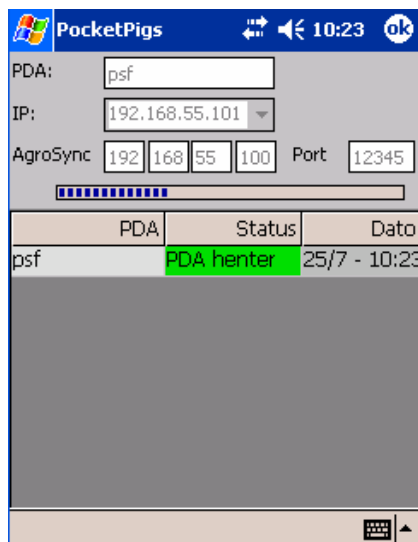 PocketPigs 10:23 ok
PDA: psf
IP: 192.168.55.101
AgroSync 192 168 55 100 Port 12345
PDA Status Dato
psf PDA henter 25/7 - 10:23